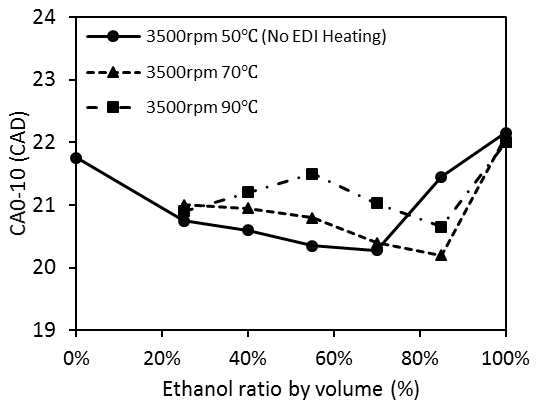 24
23
22
21
20
19
CA0-10 (CAD)
3500rpm 50℃ (No EDI Heating)
3500rpm 70℃
3500rpm 90℃
0% 20% 40% 60% 80% 100%
Ethanol ratio by volume (%)